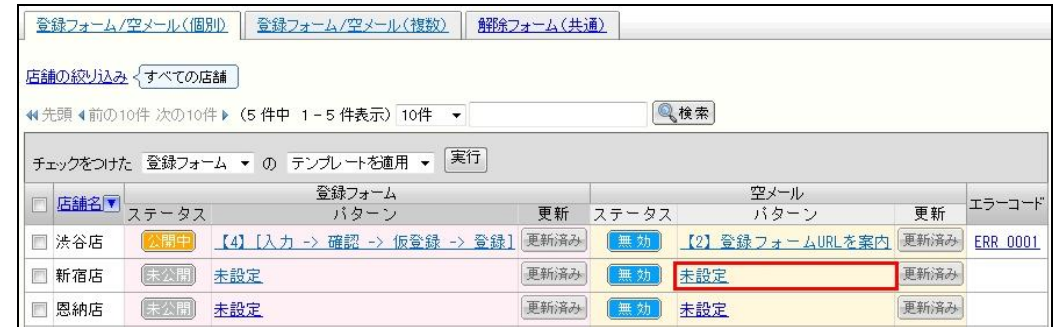 登録フォーム/空メール(個別) 登録フォーム/空メール(複数) 解除フォーム(共通)
店舗の絞り込み すべての店舗
先頭 前の10件 次の10件 (5 件中 1 - 5 件表示) 10件 検索
チェックをつけた 登録フォーム の テンプレートを適用 実行
店舗名 登録フォーム 空メール エラーコード
ステータス パターン 更新 ステータス パターン 更新
渋谷店 公開中 【4】 [入力 -> 確認 -> 仮登録 -> 登録] 更新済み 無効 【2】 登録フォームURLを案内 更新済み ERR_0001
新宿店 未公開 未設定 更新済み 無効 未設定 更新済み
恩納店 未公開 未設定 更新済み 無効 未設定 更新済み